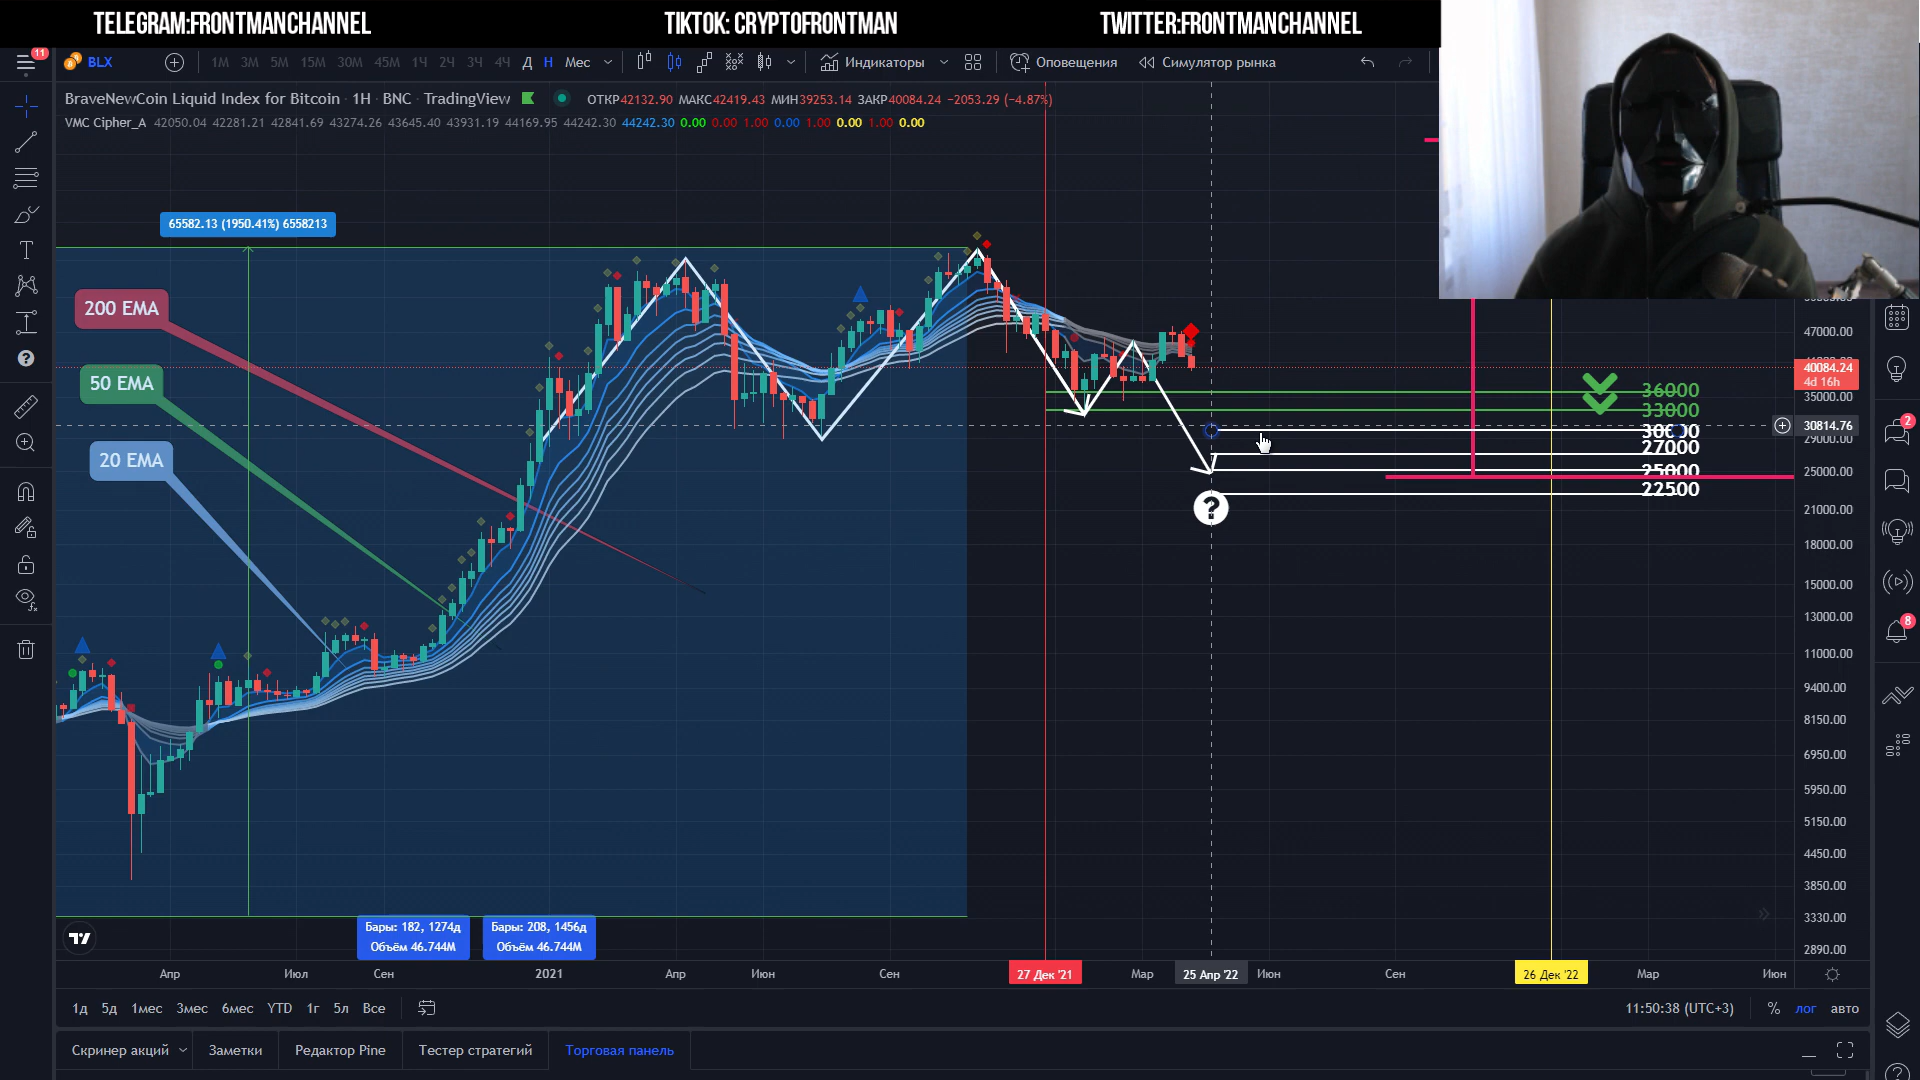 TELEGRAM:FRONTMANCHANNEL TIKTOK: CRYPTOFRONTMAN TWITTER:FRONTMANCHANNEL
11 BLX 1М 3М 5М 15М 30М 45М 1Ч 2Ч 3Ч 4Ч Д Н Мес Индикаторы Оповещения Симулятор рынка
BraveNewCoin Liquid Index for Bitcoin · 1Н · BNC · TradingView ОТКР42132.90 МАКС42419.43 МИН39253.14 ЗАКР40084.24 −2053.29 (−4.87%)
VMC Cipher_A 42050.04 42281.21 42841.69 43274.26 43645.40 43931.19 44169.95 44242.30 44242.30 0.00 0.00 1.00 0.00 1.00 0.00 1.00 0.00
65582.13 (1950.41%) 6558213
200 EMA
50 EMA
20 EMA
47000.00
40084.24
4d 16h
36000
35000.00
33000
2
30814.76
27000
29000.00
25000
25000.00
22500
?
21000.00
18000.00
15000.00
13000.00
8
11000.00
9400.00
8150.00
6950.00
5950.00
5150.00
4450.00
3850.00
3330.00
2890.00
Бары: 182, 1274д
Объём 46.744M
Бары: 208, 1456д
Объём 46.744M
Апр Июл Сен 2021 Апр Июн Сен 27 Дек '21 Мар 25 Апр '22 Июн Сен 26 Дек '22 Мар Июн
1д 5д 1мес 3мес 6мес YTD 1г 5л Все 11:50:38 (UTC+3) % лог авто
Скринер акций Заметки Редактор Pine Тестер стратегий Торговая панель